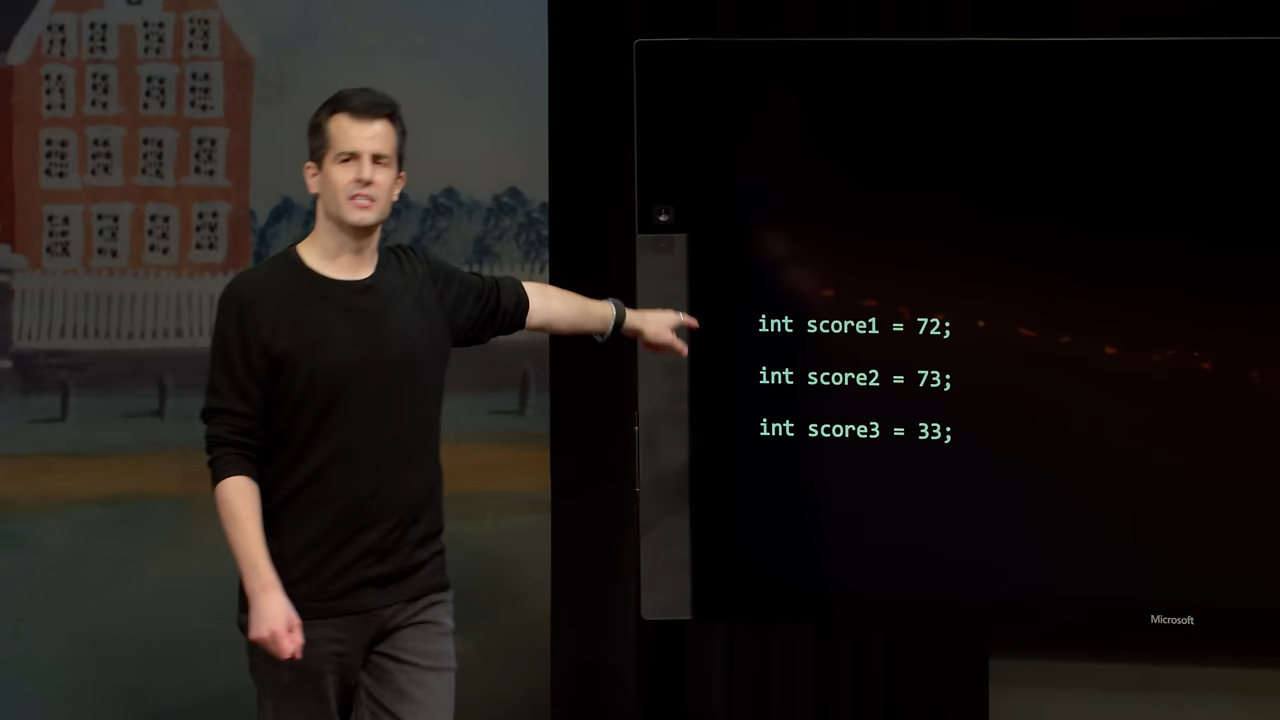 int score1 = 72;
int score2 = 73;
int score3 = 33;
Microsoft